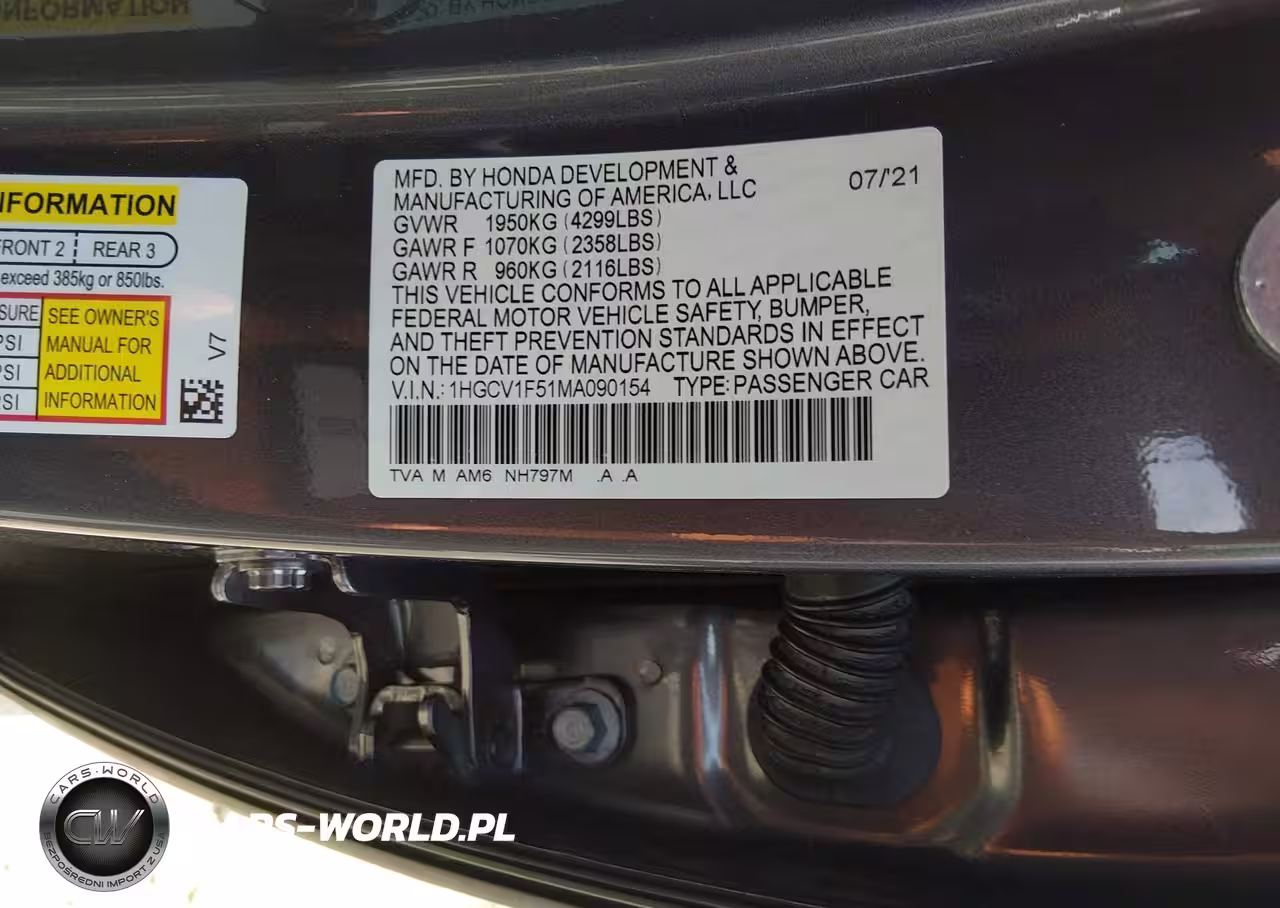 INFORMATION
FRONT 2 | REAR 3
exceed 385kg or 850lbs.
SURE
PSI
PSI
PSI
SEE OWNER'S
MANUAL FOR
ADDITIONAL
INFORMATION
V7
MFD. BY HONDA DEVELOPMENT &
MANUFACTURING OF AMERICA, LLC
07/'21
GVWR 1950KG (4299LBS)
GAWR F 1070KG (2358LBS)
GAWR R 960KG (2116LBS)
THIS VEHICLE CONFORMS TO ALL APPLICABLE
FEDERAL MOTOR VEHICLE SAFETY, BUMPER,
AND THEFT PREVENTION STANDARDS IN EFFECT
ON THE DATE OF MANUFACTURE SHOWN ABOVE.
V.I.N.: 1HGCV1F51MA090154 TYPE: PASSENGER CAR
TVA M AM6 NH797M .A .A
CARS-WORLD
CW
BEZPOŚREDNI IMPORT Z USA
CARS-WORLD.PL